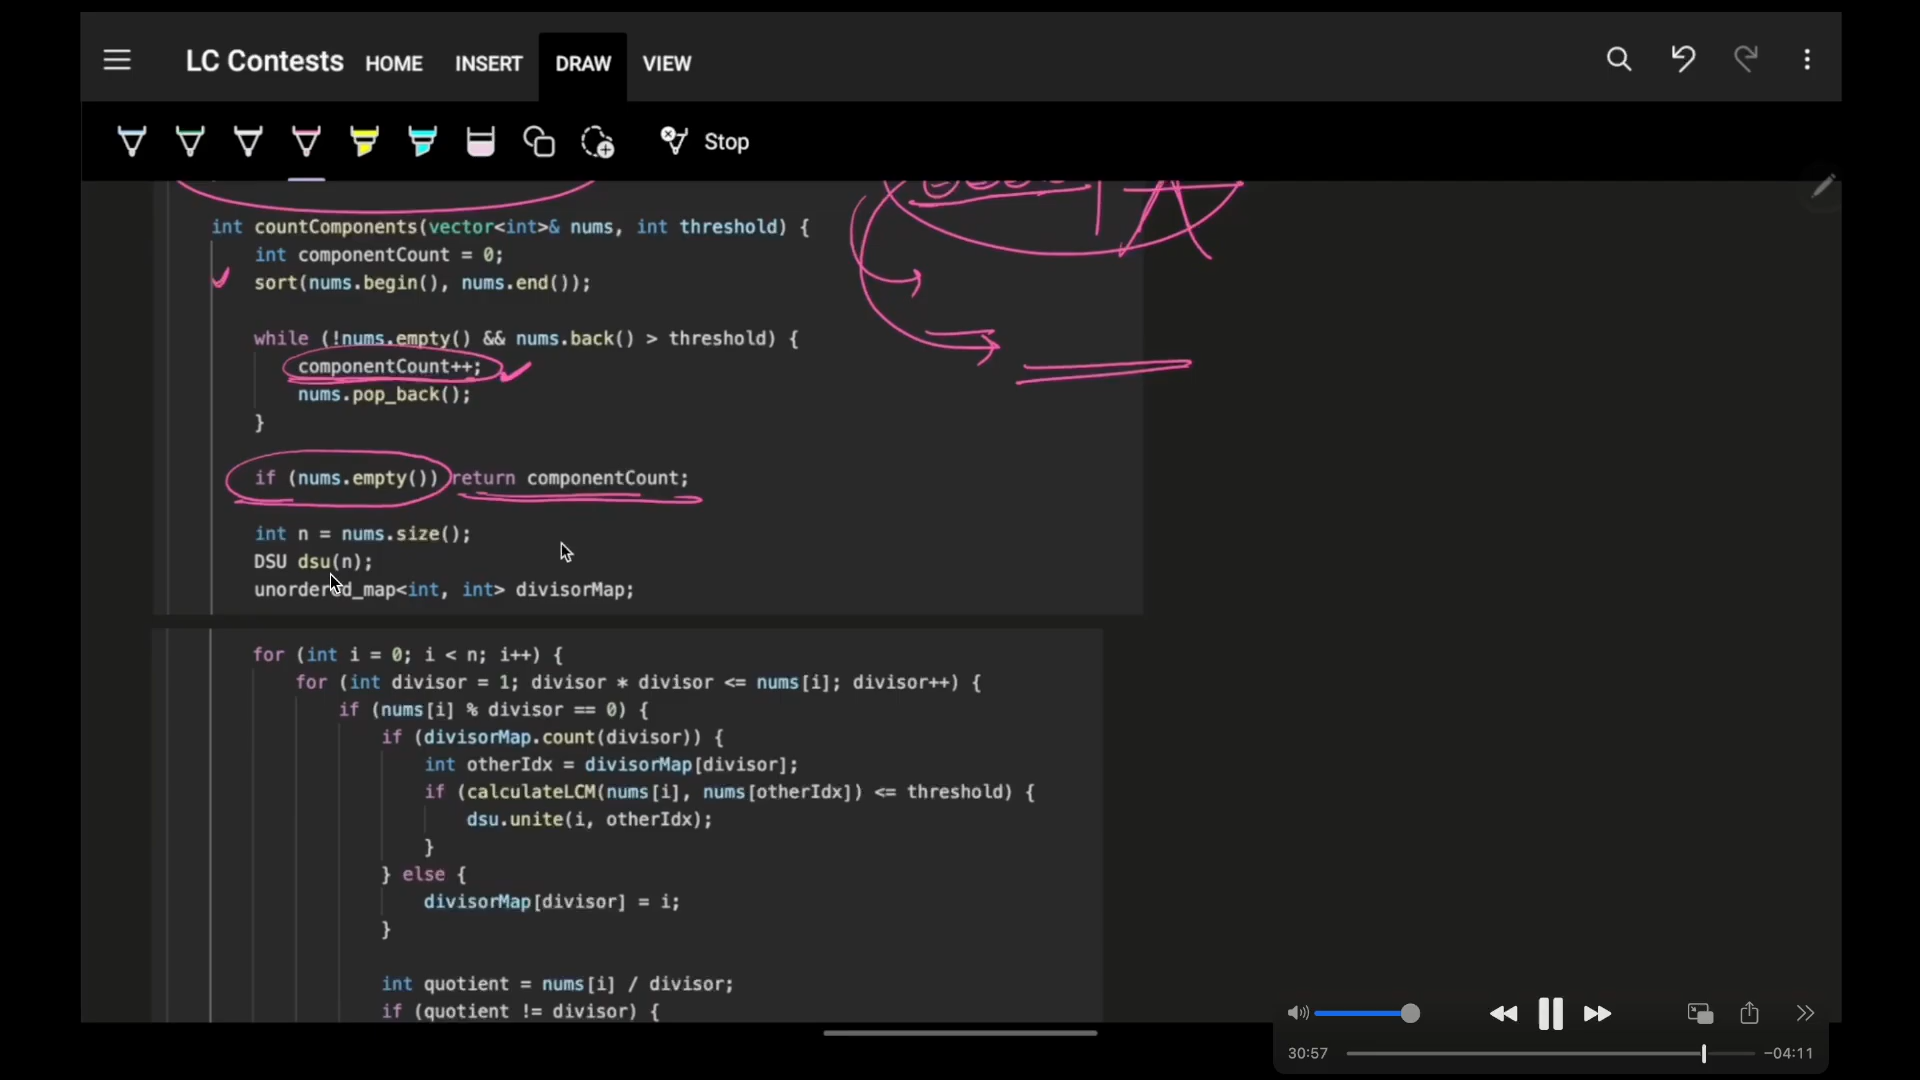 LC Contests HOME INSERT DRAW VIEW
Stop
int countComponents(vector<int>& nums, int threshold) {
int componentCount = 0;
sort(nums.begin(), nums.end());
while (!nums.empty() && nums.back() > threshold) {
componentCount++;
nums.pop_back();
}
if (nums.empty()) return componentCount;
int n = nums.size();
DSU dsu(n);
unordered_map<int, int> divisorMap;
for (int i = 0; i < n; i++) {
for (int divisor = 1; divisor * divisor <= nums[i]; divisor++) {
if (nums[i] % divisor == 0) {
if (divisorMap.count(divisor)) {
int otherIdx = divisorMap[divisor];
if (calculateLCM(nums[i], nums[otherIdx]) <= threshold) {
dsu.unite(i, otherIdx);
}
} else {
divisorMap[divisor] = i;
}
int quotient = nums[i] / divisor;
if (quotient != divisor) {
30:57 -04:11